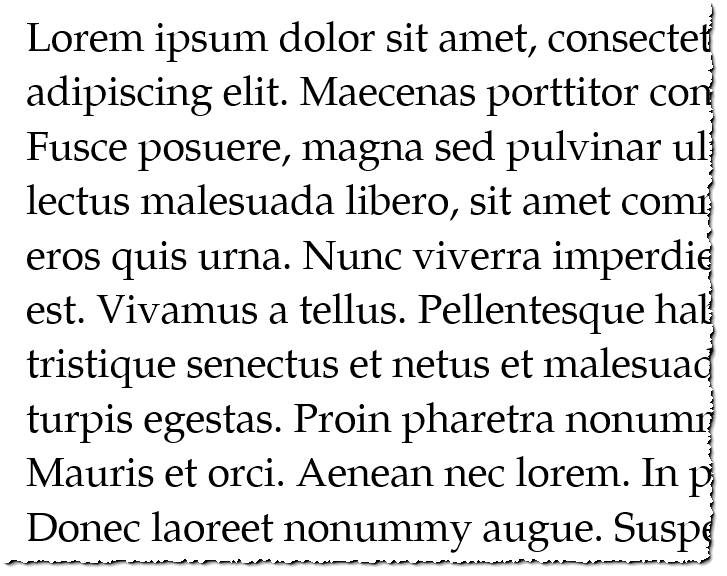 Lorem ipsum dolor sit amet, consectet
adipiscing elit. Maecenas porttitor con
Fusce posuere, magna sed pulvinar ul
lectus malesuada libero, sit amet com
eros quis urna. Nunc viverra imperdie
est. Vivamus a tellus. Pellentesque hab
tristique senectus et netus et malesuad
turpis egestas. Proin pharetra nonum
Mauris et orci. Aenean nec lorem. In p
Donec laoreet nonummy augue. Suspe